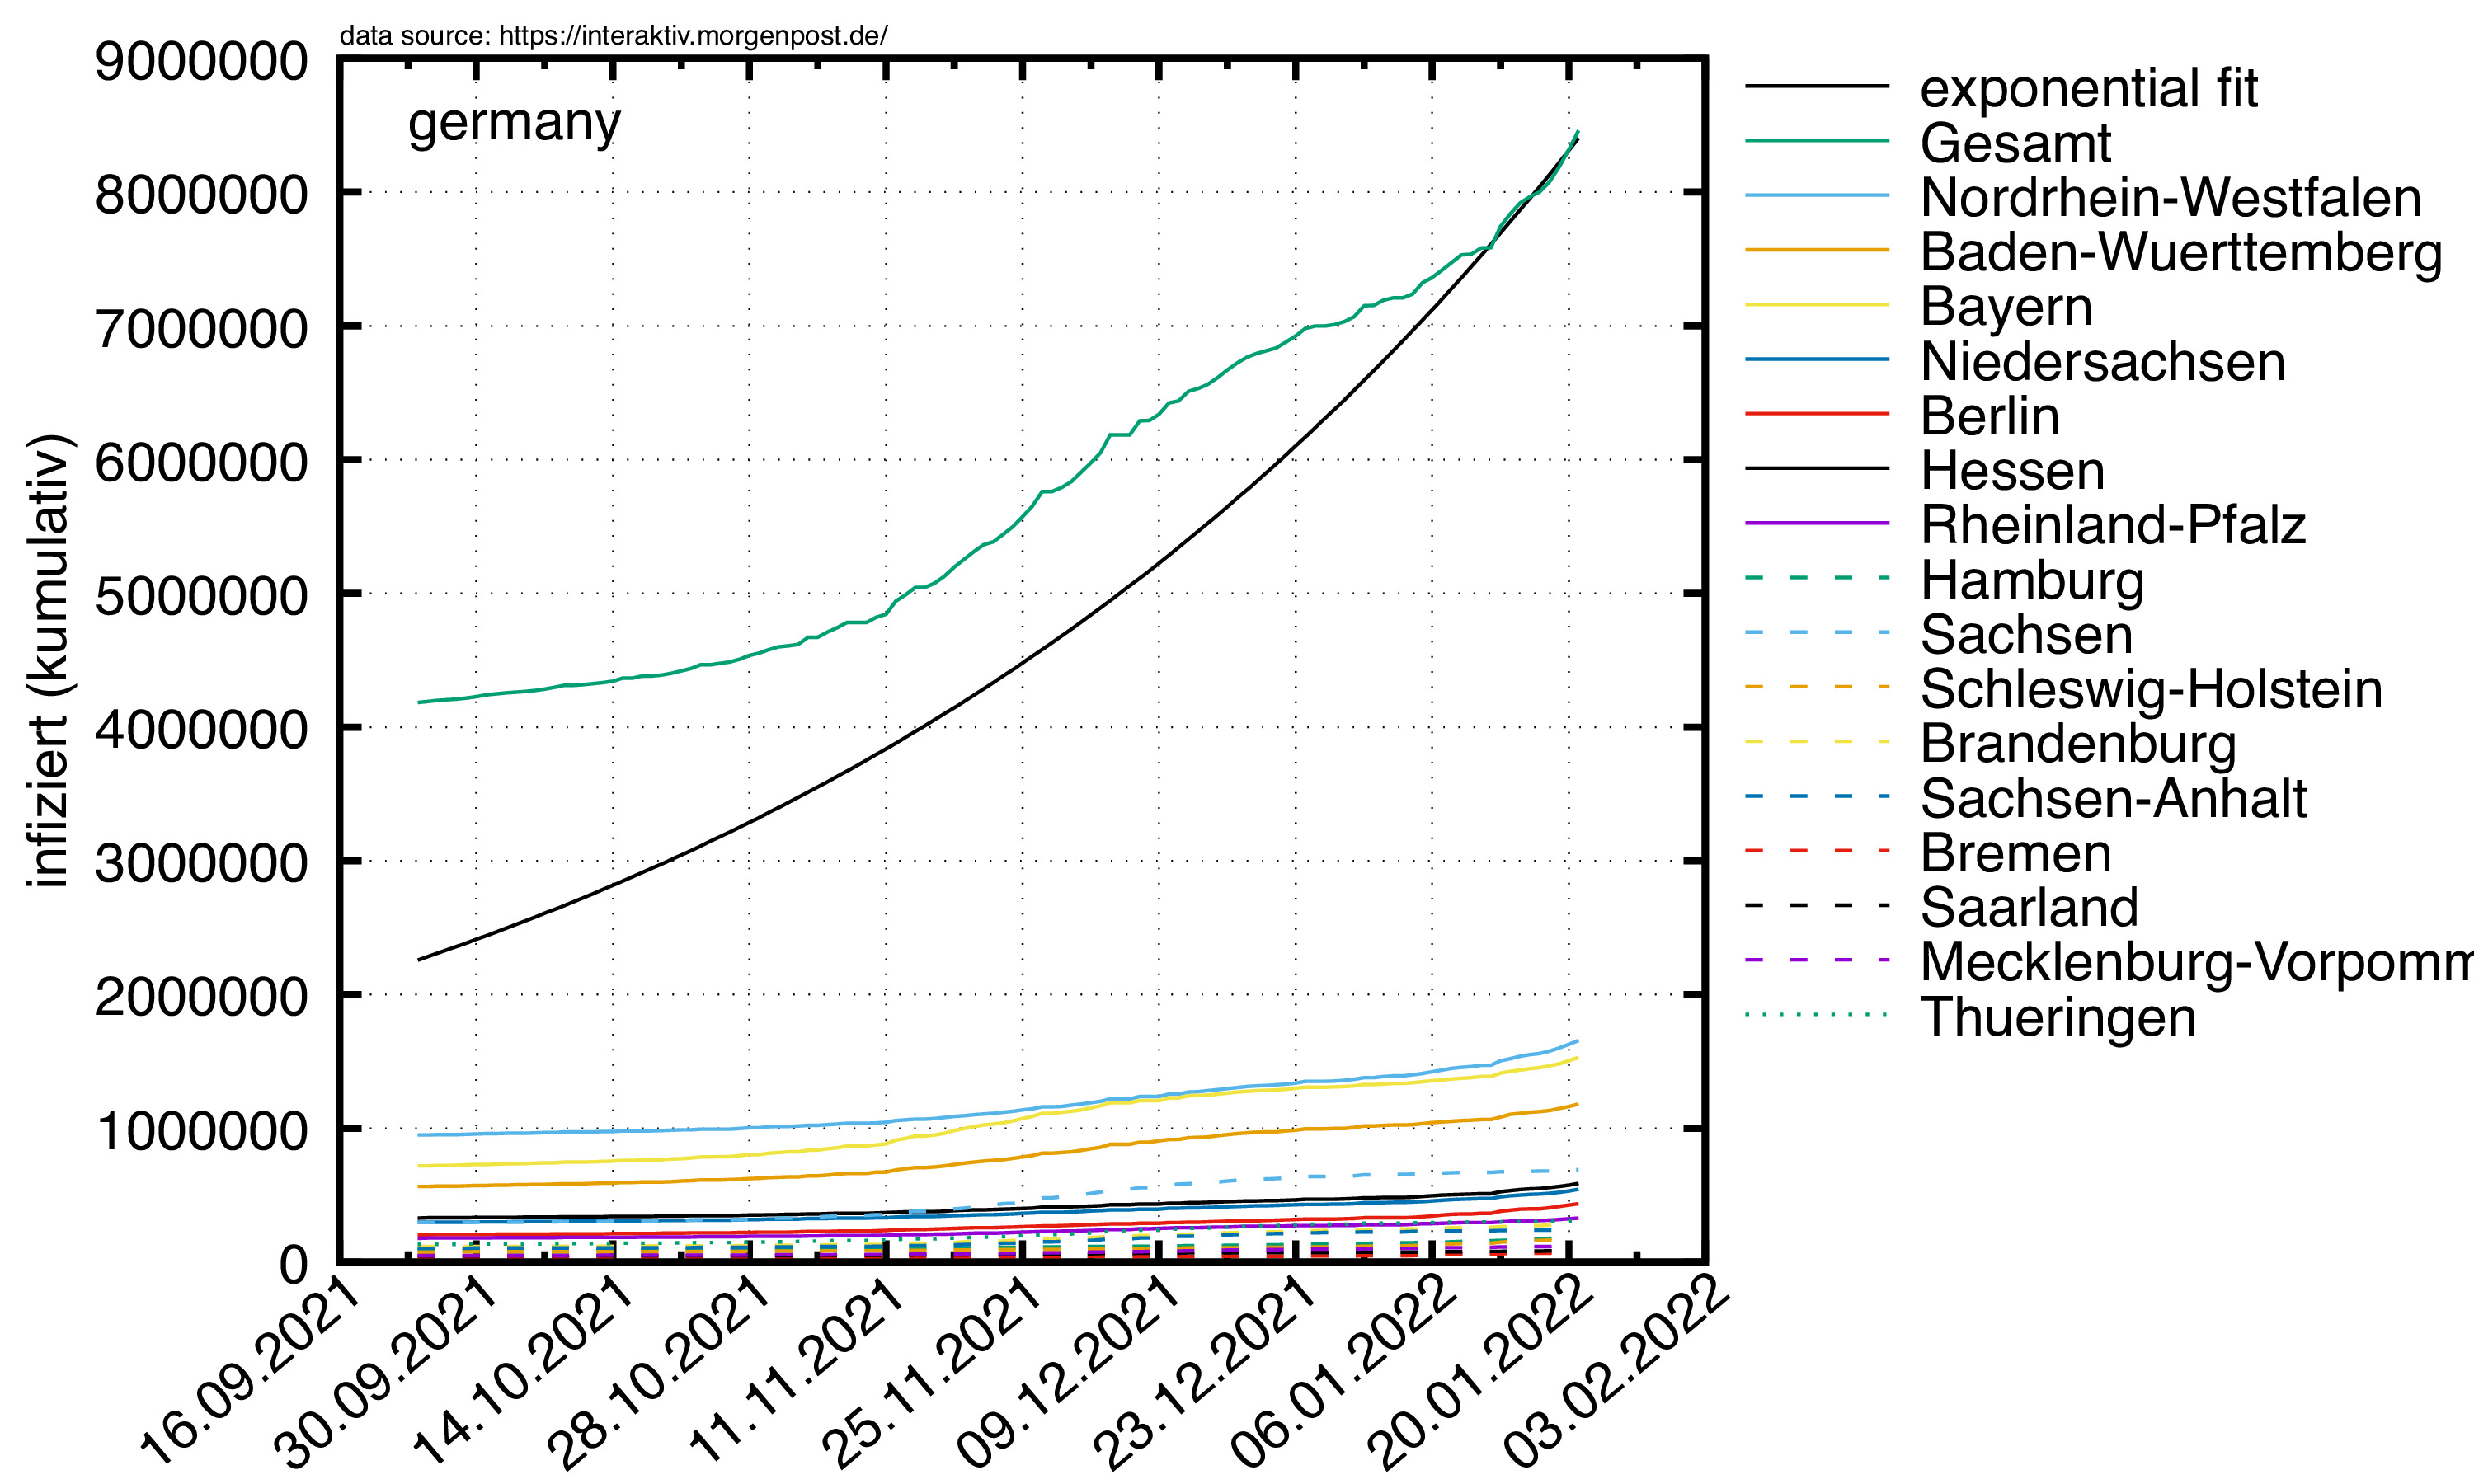 data source: https://interaktiv.morgenpost.de/
germany
infiziert (kumulativ)
9000000
8000000
7000000
6000000
5000000
4000000
3000000
2000000
1000000
0
16.09.2021
30.09.2021
14.10.2021
28.10.2021
11.11.2021
25.11.2021
09.12.2021
23.12.2021
06.01.2022
20.01.2022
03.02.2022
exponential fit
Gesamt
Nordrhein-Westfalen
Baden-Wuerttemberg
Bayern
Niedersachsen
Berlin
Hessen
Rheinland-Pfalz
Hamburg
Sachsen
Schleswig-Holstein
Brandenburg
Sachsen-Anhalt
Bremen
Saarland
Mecklenburg-Vorpomm
Thueringen